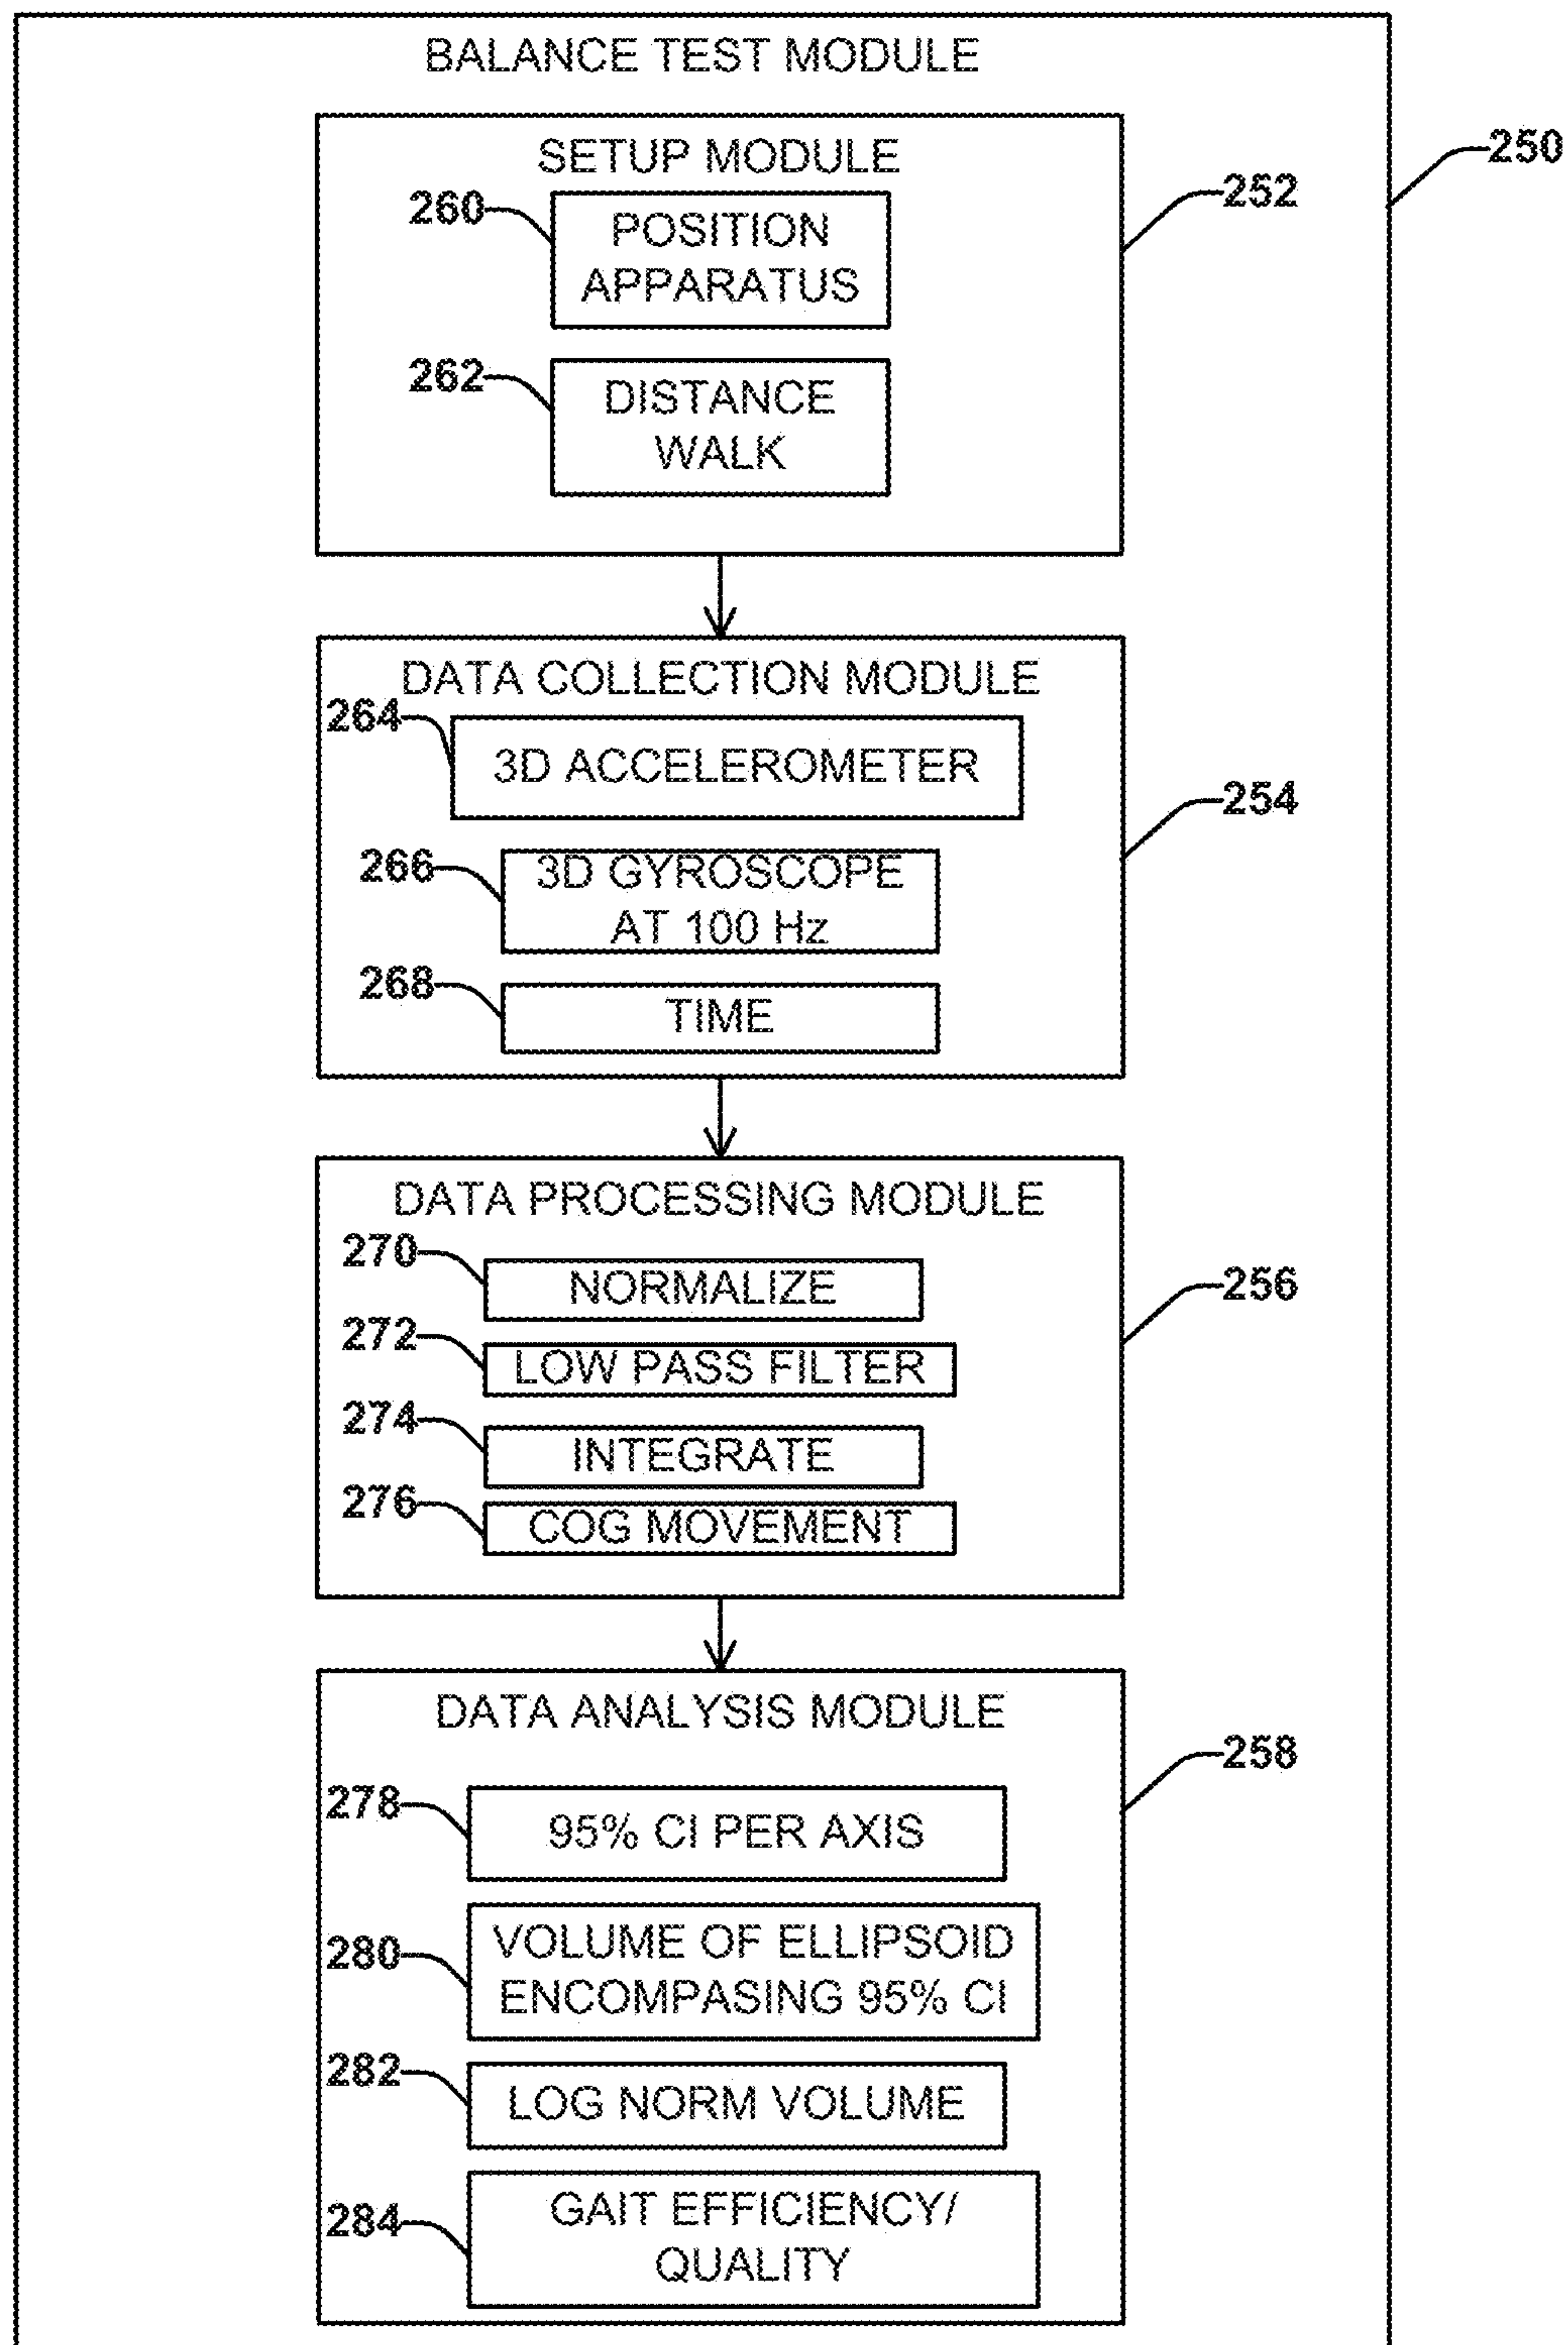 BALANCE TEST MODULE
SETUP MODULE
250
252
260
POSITION
APPARATUS
262
DISTANCE
WALK
DATA COLLECTION MODULE
264
3D ACCELEROMETER
254
266
3D GYROSCOPE
AT 100 Hz
268
TIME
DATA PROCESSING MODULE
270
NORMALIZE
256
272
LOW PASS FILTER
274
INTEGRATE
276
COG MOVEMENT
DATA ANALYSIS MODULE
258
278
95% CI PER AXIS
280
VOLUME OF ELLIPSOID
ENCOMPASING 95% CI
282
LOG NORM VOLUME
284
GAIT EFFICIENCY/
QUALITY